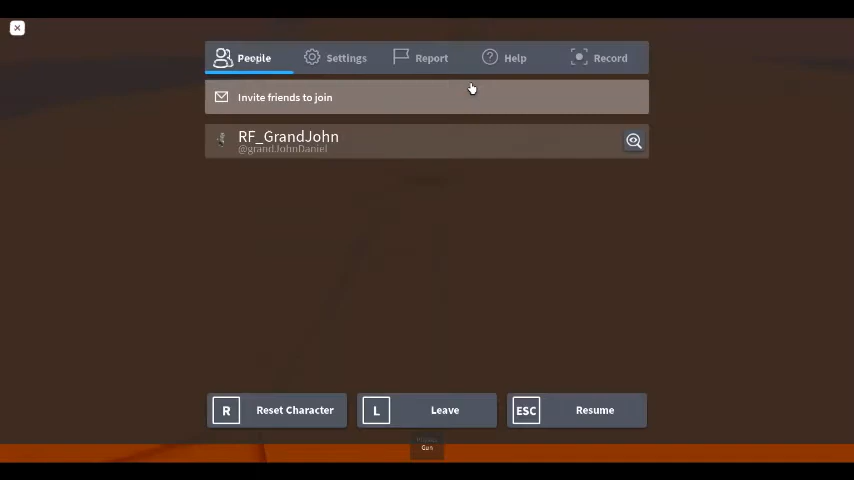 People
Settings
Report
Help
Record
Invite friends to join
RF_GrandJohn
@grandJohnDaniel
R Reset Character
L Leave
ESC Resume
Gun